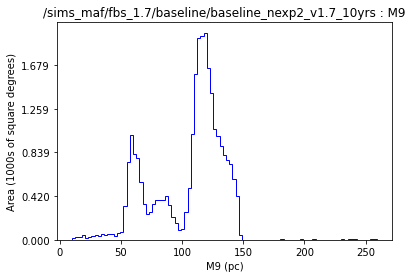 /sims_maf/fbs_1.7/baseline/baseline_nexp2_v1.7_10yrs : M9
Area (1000s of square degrees)
1.679
1.259
0.839
0.420
0.000
0 50 100 150 200 250
M9 (pc)